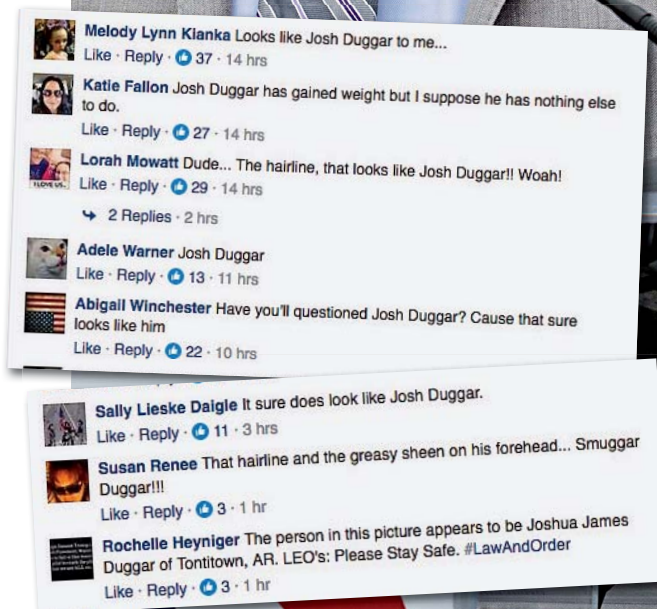 Melody Lynn Kianka Looks like Josh Duggar to me...
Like · Reply · 37 · 14 hrs
Katie Fallon Josh Duggar has gained weight but I suppose he has nothing else
to do.
Like · Reply · 27 · 14 hrs
Lorah Mowatt Dude... The hairline, that looks like Josh Duggar!! Woah!
Like · Reply · 29 · 14 hrs
I LOVE US.
2 Replies · 2 hrs
Adele Warner Josh Duggar
Like · Reply · 13 · 11 hrs
Abigail Winchester Have you'll questioned Josh Duggar? Cause that sure
looks like him
Like · Reply · 22 · 10 hrs
Sally Lieske Daigle It sure does look like Josh Duggar.
Like · Reply · 11 · 3 hrs
Susan Renee That hairline and the greasy sheen on his forehead... Smuggar
Duggar!!!
Like · Reply · 3 · 1 hr
Rochelle Heyniger The person in this picture appears to be Joshua James
Duggar of Tontitown, AR. LEO's: Please Stay Safe. #LawAndOrder
Like · Reply · 3 · 1 hr